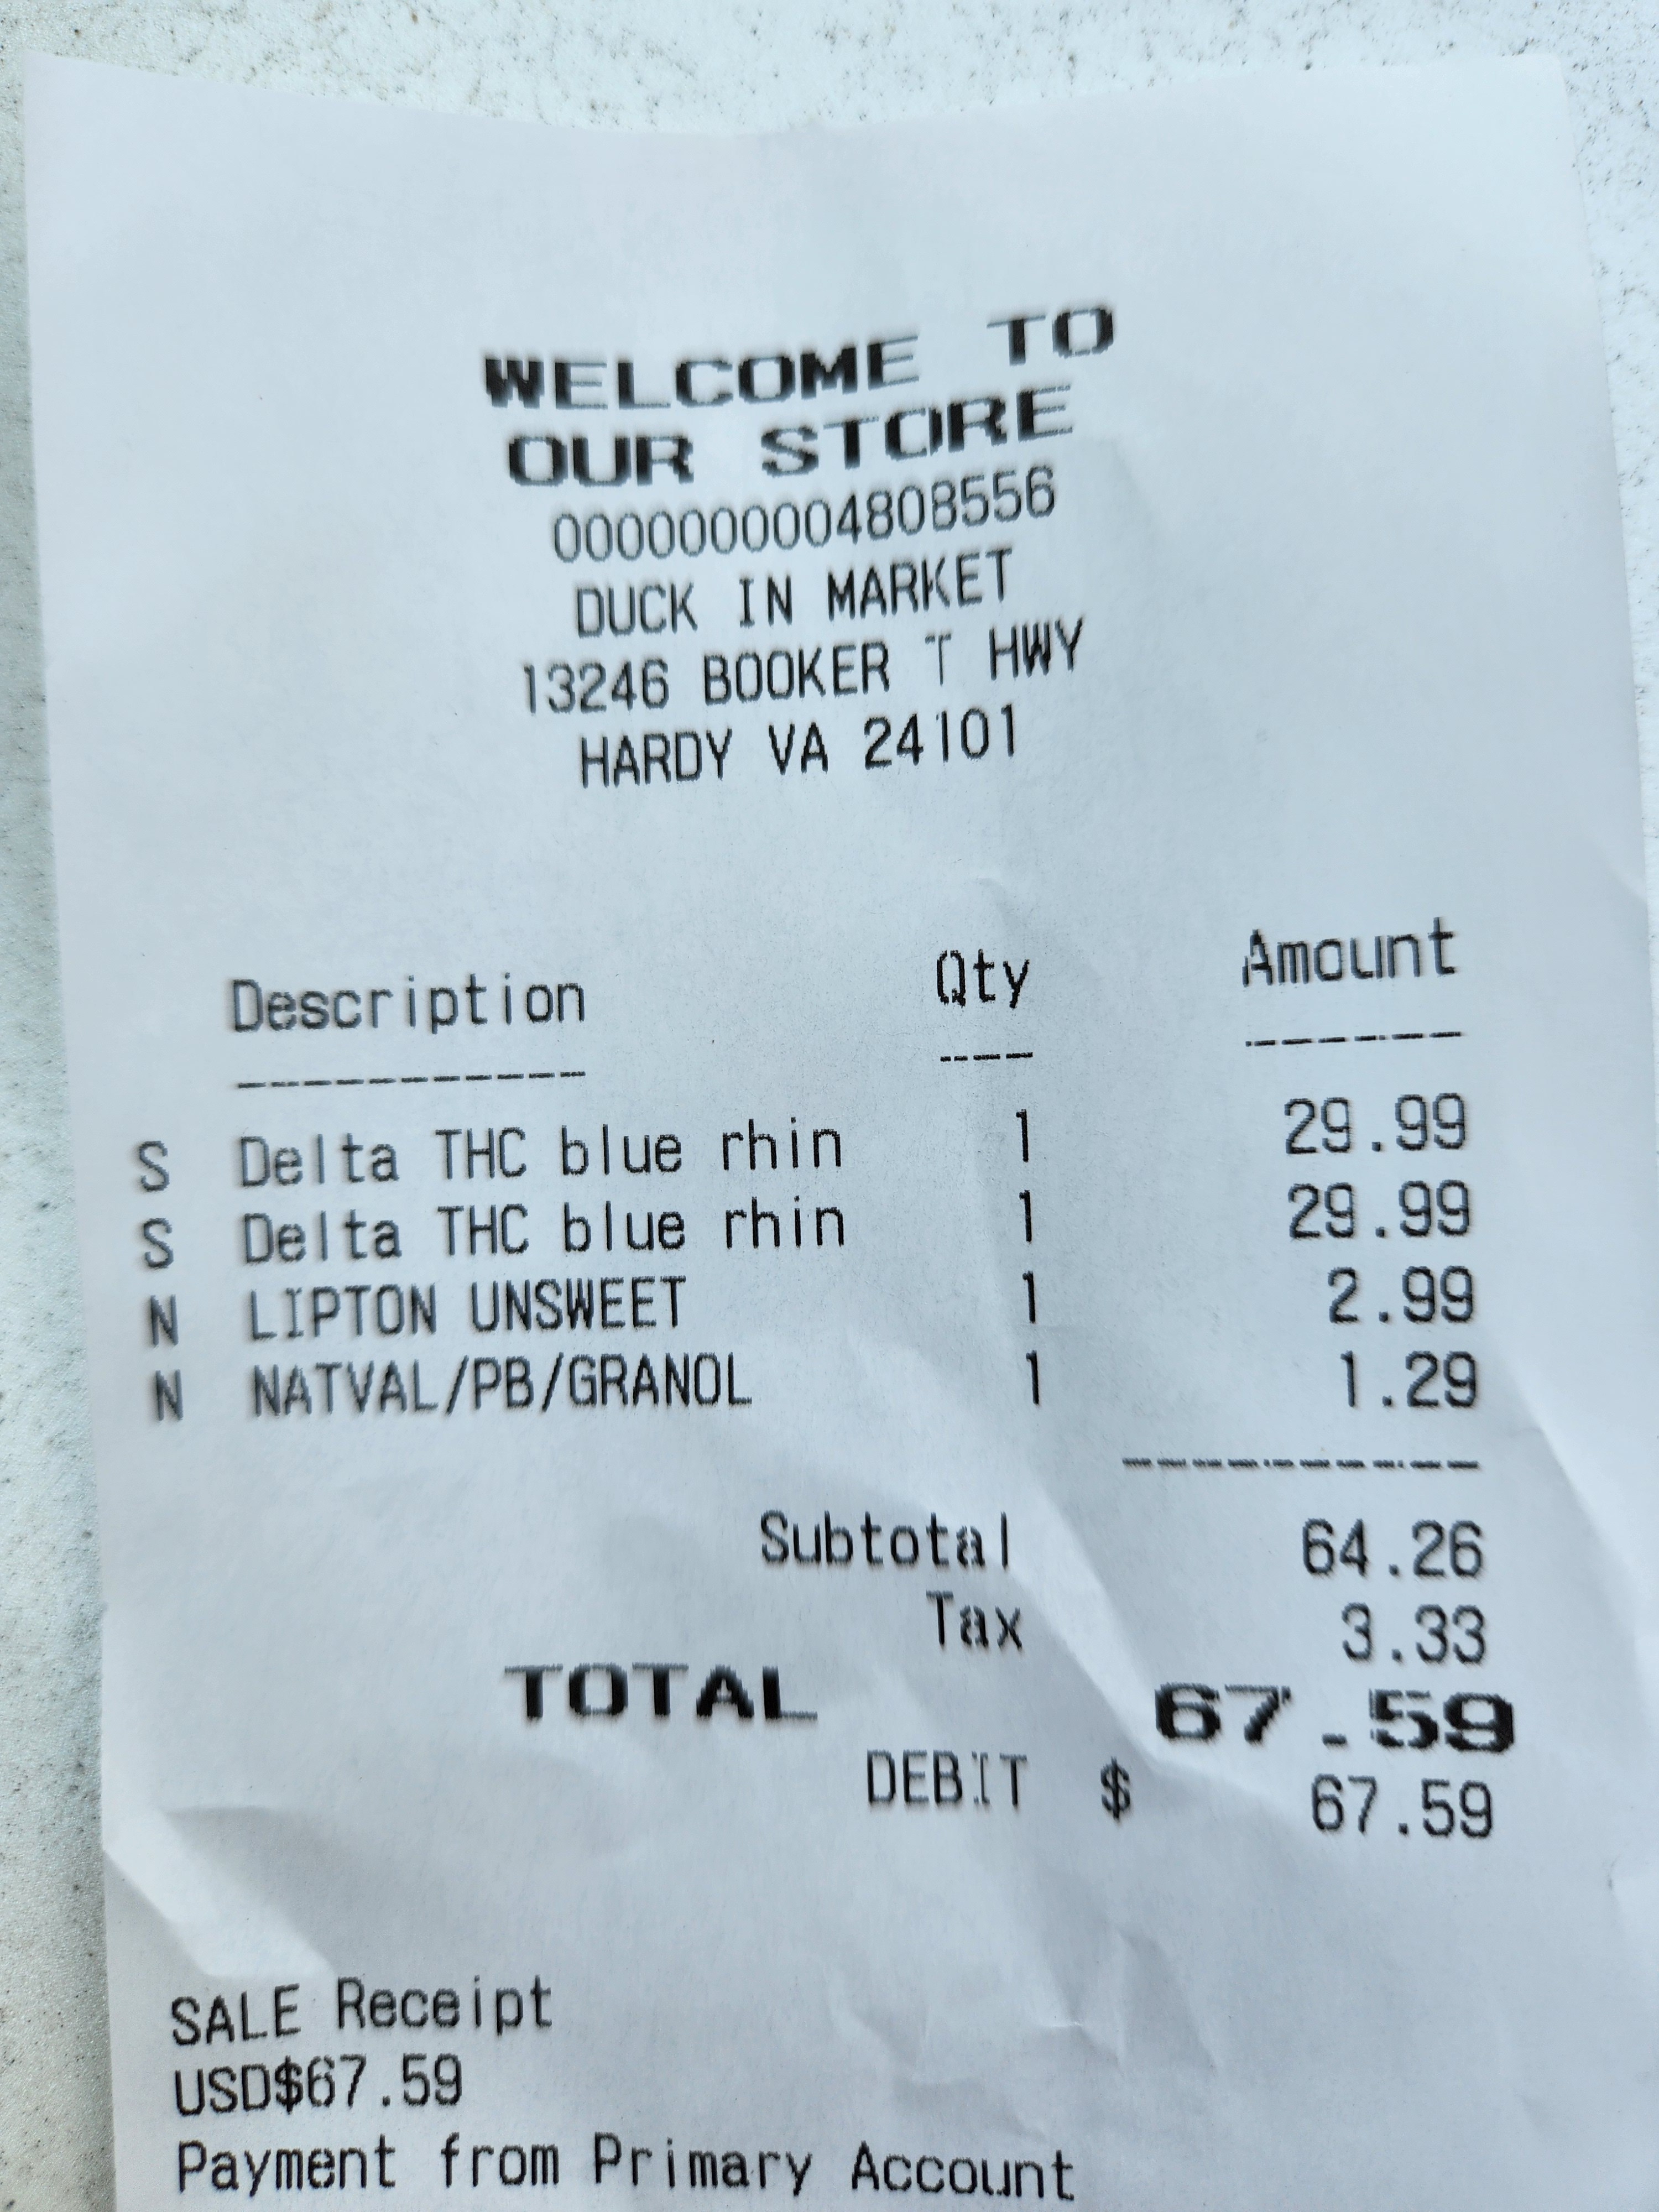 WELCOME TO
OUR STORE
0000000004808556
DUCK IN MARKET
13246 BOOKER T HWY
HARDY VA 24101
Description Qty Amount
----------- ---- -------
S Delta THC blue rhin 1 29.99
S Delta THC blue rhin 1 29.99
N LIPTON UNSWEET 1 2.99
N NATVAL/PB/GRANOL 1 1.29
----------
Subtotal 64.26
Tax 3.33
TOTAL 67.59
DEBIT $ 67.59
SALE Receipt
USD$67.59
Payment from Primary Account